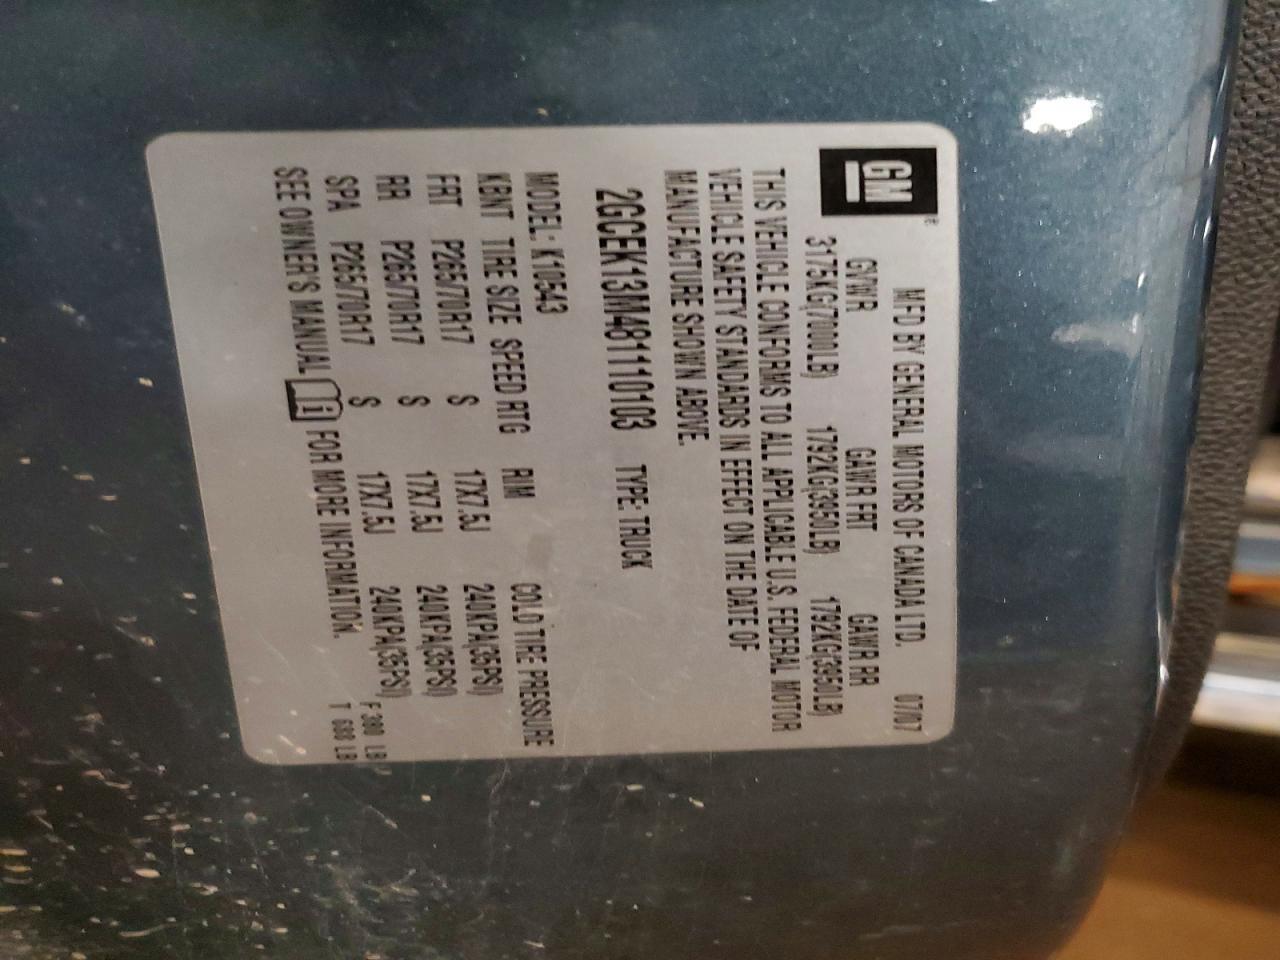 GM
MFD BY GENERAL MOTORS OF CANADA LTD. 07/07
GVWR GAWR FRT GAWR RR
3175KG(7000LB) 1792KG(3950LB) 1792KG(3950LB)
THIS VEHICLE CONFORMS TO ALL APPLICABLE U.S. FEDERAL MOTOR
VEHICLE SAFETY STANDARDS IN EFFECT ON THE DATE OF
MANUFACTURE SHOWN ABOVE.
2GCEK13M481110103 TYPE: TRUCK
MODEL: K10543
K8NT TIRE SIZE SPEED RTG RIM COLD TIRE PRESSURE
FRT P265/70R17 S 17X7.5J 240KPA(35PSI)
RR P265/70R17 S 17X7.5J 240KPA(35PSI)
SPA P265/70R17 S 17X7.5J 240KPA(35PSI)
SEE OWNER'S MANUAL FOR MORE INFORMATION.
F LB
T LB